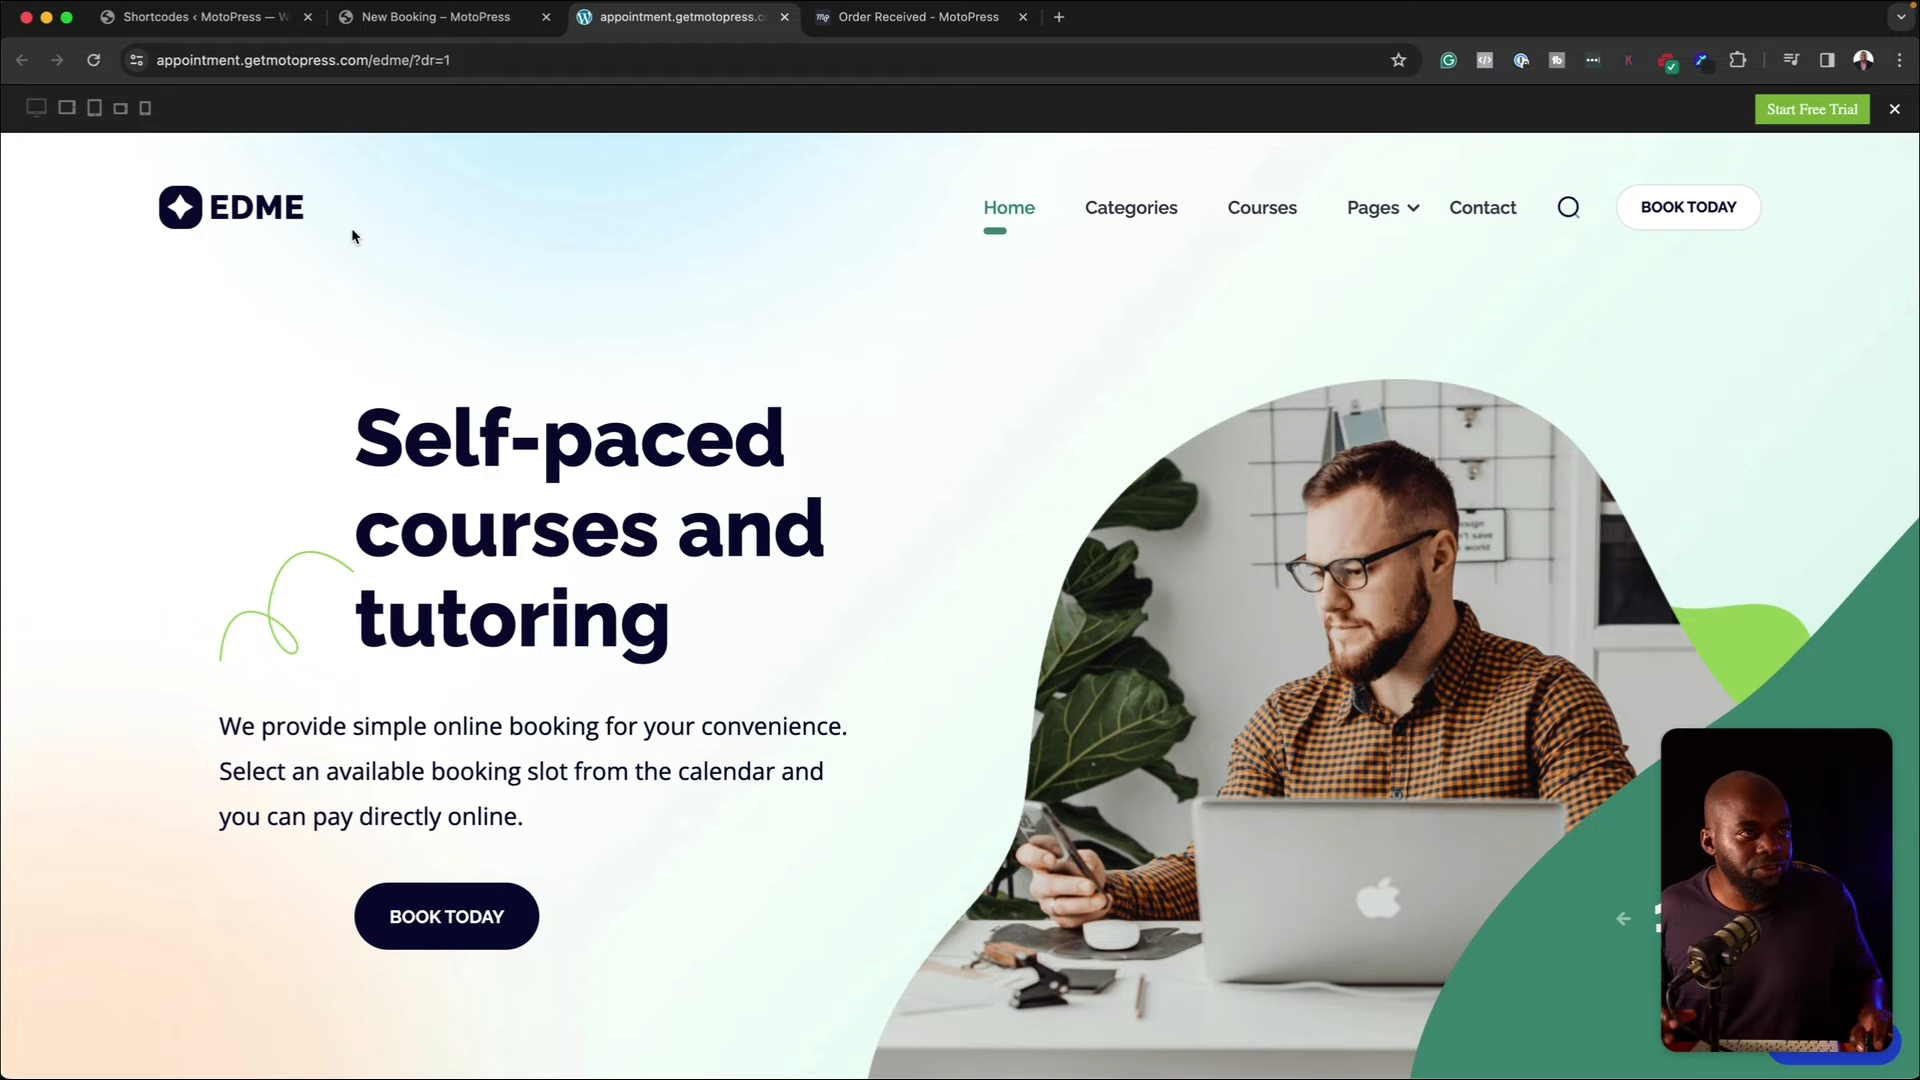 Shortcodes ‹ MotoPress — W
New Booking – MotoPress
appointment.getmotopress.c
Order Received - MotoPress
appointment.getmotopress.com/edme/?dr=1
Start Free Trial
EDME
Home
Categories
Courses
Pages
Contact
BOOK TODAY
Self-paced
courses and
tutoring
We provide simple online booking for your convenience.
Select an available booking slot from the calendar and
you can pay directly online.
BOOK TODAY